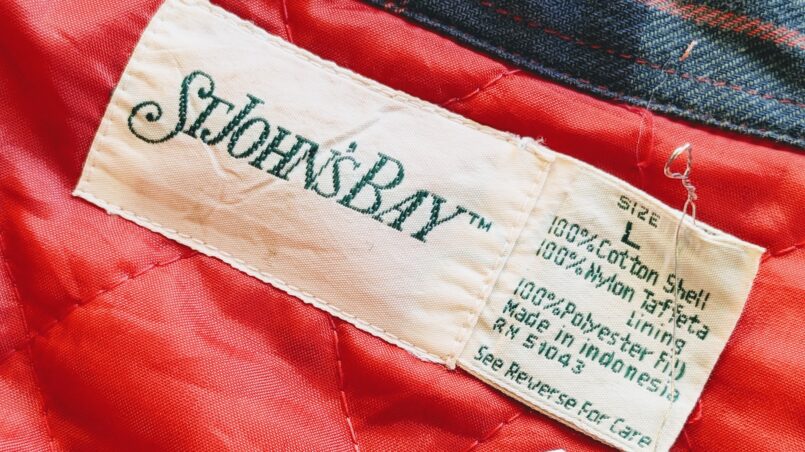 St John's Bay™
SIZE
L
100% Cotton Shell
100% Nylon Taffeta
Lining
100% Polyester Fill
Made in indonesia
RN 51043
See Reverse For Care